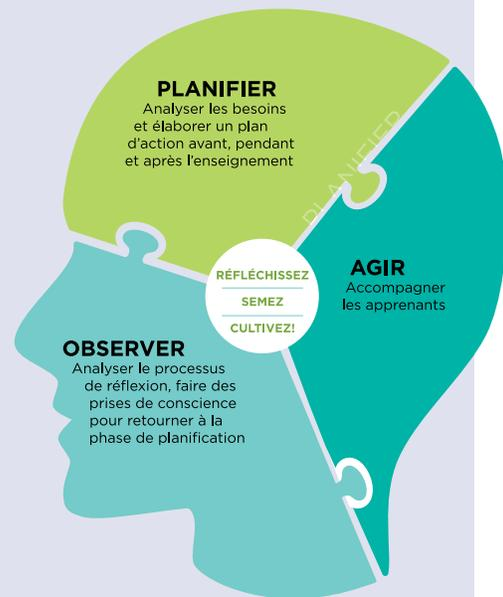 PLANIFIER
Analyser les besoins
et élaborer un plan
d'action avant, pendant
et après l'enseignement
PLANIFIER
RÉFLÉCHISSEZ
SEMEZ
CULTIVEZ!
AGIR
Accompagner
les apprenants
OBSERVER
Analyser le processus
de réflexion, faire des
prises de conscience
pour retourner à la
phase de planification